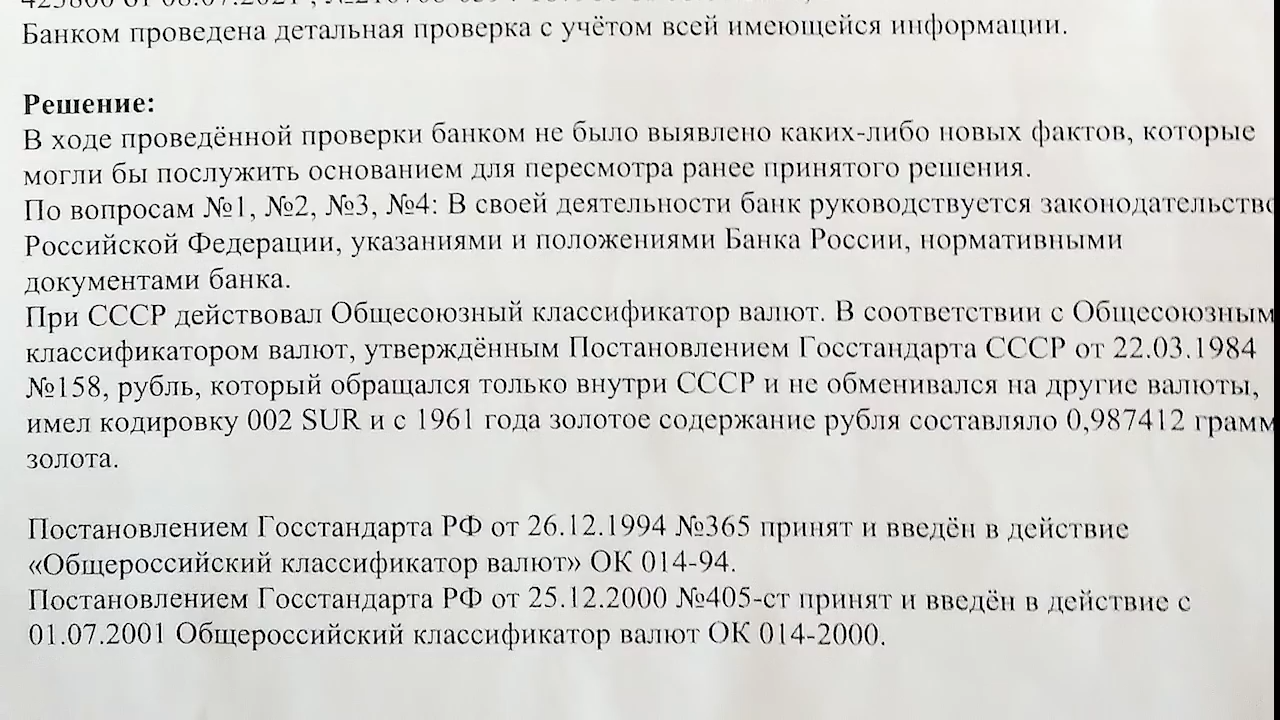 Банком проведена детальная проверка с учётом всей имеющейся информации.
Решение:
В ходе проведённой проверки банком не было выявлено каких-либо новых фактов, которые
могли бы послужить основанием для пересмотра ранее принятого решения.
По вопросам №1, №2, №3, №4: В своей деятельности банк руководствуется законодательство
Российской Федерации, указаниями и положениями Банка России, нормативными
документами банка.
При СССР действовал Общесоюзный классификатор валют. В соответствии с Общесоюзным
классификатором валют, утверждённым Постановлением Госстандарта СССР от 22.03.1984
№158, рубль, который обращался только внутри СССР и не обменивался на другие валюты,
имел кодировку 002 SUR и с 1961 года золотое содержание рубля составляло 0,987412 грамм
золота.
Постановлением Госстандарта РФ от 26.12.1994 №365 принят и введён в действие
«Общероссийский классификатор валют» ОК 014-94.
Постановлением Госстандарта РФ от 25.12.2000 №405-ст принят и введён в действие с
01.07.2001 Общероссийский классификатор валют ОК 014-2000.